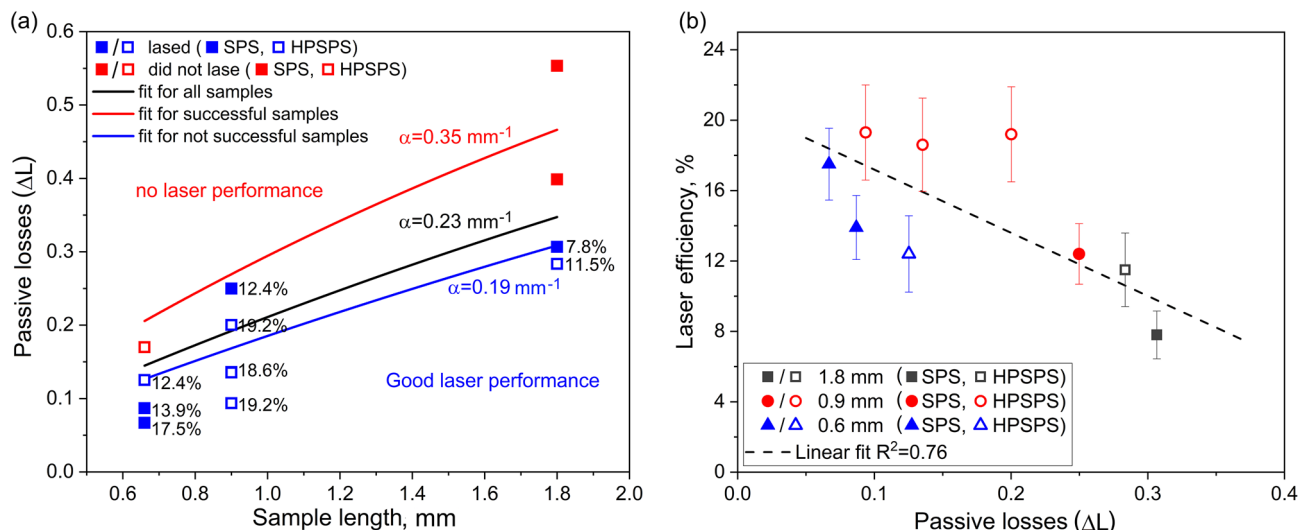 (a)
0.6
0.5
0.4
0.3
0.2
0.1
0.0
Passive losses (ΔL)
/ lased ( SPS, HPSPS)
/ did not lase ( SPS, HPSPS)
fit for all samples
fit for successful samples
fit for not successful samples
α=0.35 mm-1
no laser performance
α=0.23 mm-1
7.8%
11.5%
12.4%
α=0.19 mm-1
19.2%
18.6%
12.4%
Good laser performance
19.2%
13.9%
17.5%
0.6 0.8 1.0 1.2 1.4 1.6 1.8 2.0
Sample length, mm
(b)
24
20
16
12
8
4
0
Laser efficiency, %
/ 1.8 mm ( SPS, HPSPS)
/ 0.9 mm ( SPS, HPSPS)
/ 0.6 mm ( SPS, HPSPS)
Linear fit R2=0.76
0.0 0.1 0.2 0.3 0.4
Passive losses (ΔL)